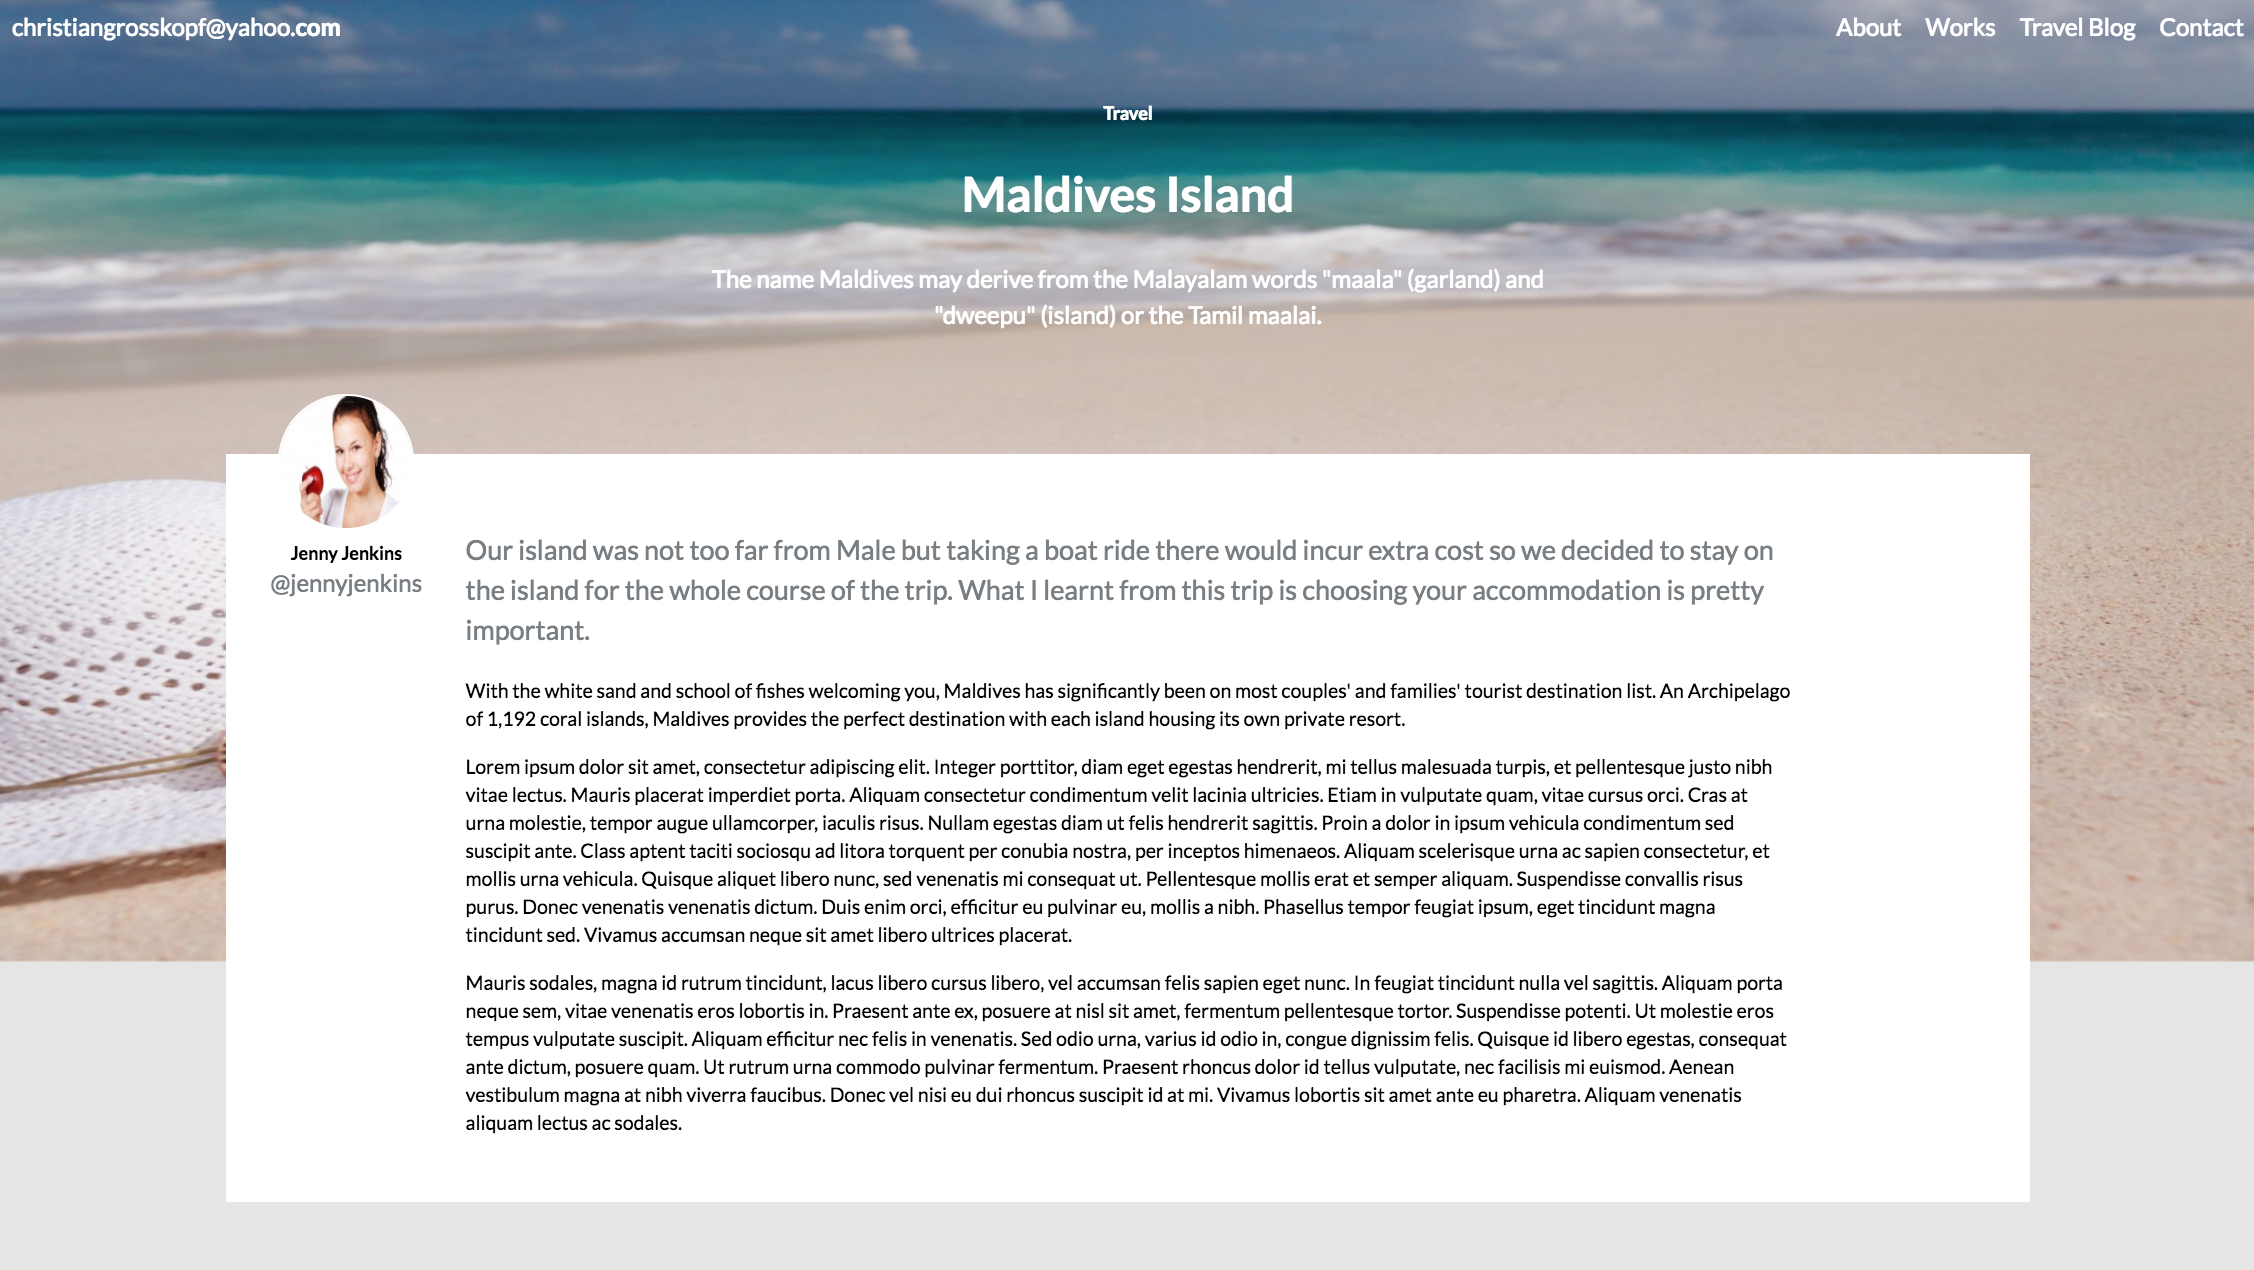 christiangrosskopf@yahoo.com
About Works Travel Blog Contact
Travel
Maldives Island
The name Maldives may derive from the Malayalam words "maala" (garland) and
"dweepu" (island) or the Tamil maalai.
Jenny Jenkins
@jennyjenkins
Our island was not too far from Male but taking a boat ride there would incur extra cost so we decided to stay on
the island for the whole course of the trip. What I learnt from this trip is choosing your accommodation is pretty
important.
With the white sand and school of fishes welcoming you, Maldives has significantly been on most couples' and families' tourist destination list. An Archipelago
of 1,192 coral islands, Maldives provides the perfect destination with each island housing its own private resort.
Lorem ipsum dolor sit amet, consectetur adipiscing elit. Integer porttitor, diam eget egestas hendrerit, mi tellus malesuada turpis, et pellentesque justo nibh
vitae lectus. Mauris placerat imperdiet porta. Aliquam consectetur condimentum velit lacinia ultricies. Etiam in vulputate quam, vitae cursus orci. Cras at
urna molestie, tempor augue ullamcorper, iaculis risus. Nullam egestas diam ut felis hendrerit sagittis. Proin a dolor in ipsum vehicula condimentum sed
suscipit ante. Class aptent taciti sociosqu ad litora torquent per conubia nostra, per inceptos himenaeos. Aliquam scelerisque urna ac sapien consectetur, et
mollis urna vehicula. Quisque aliquet libero nunc, sed venenatis mi consequat ut. Pellentesque mollis erat et semper aliquam. Suspendisse convallis risus
purus. Donec venenatis venenatis dictum. Duis enim orci, efficitur eu pulvinar eu, mollis a nibh. Phasellus tempor feugiat ipsum, eget tincidunt magna
tincidunt sed. Vivamus accumsan neque sit amet libero ultrices placerat.
Mauris sodales, magna id rutrum tincidunt, lacus libero cursus libero, vel accumsan felis sapien eget nunc. In feugiat tincidunt nulla vel sagittis. Aliquam porta
neque sem, vitae venenatis eros lobortis in. Praesent ante ex, posuere at nisl sit amet, fermentum pellentesque tortor. Suspendisse potenti. Ut molestie eros
tempus vulputate suscipit. Aliquam efficitur nec felis in venenatis. Sed odio urna, varius id odio in, congue dignissim felis. Quisque id libero egestas, consequat
ante dictum, posuere quam. Ut rutrum urna commodo pulvinar fermentum. Praesent rhoncus dolor id tellus vulputate, nec facilisis mi euismod. Aenean
vestibulum magna at nibh viverra faucibus. Donec vel nisi eu dui rhoncus suscipit id at mi. Vivamus lobortis sit amet ante eu pharetra. Aliquam venenatis
aliquam lectus ac sodales.